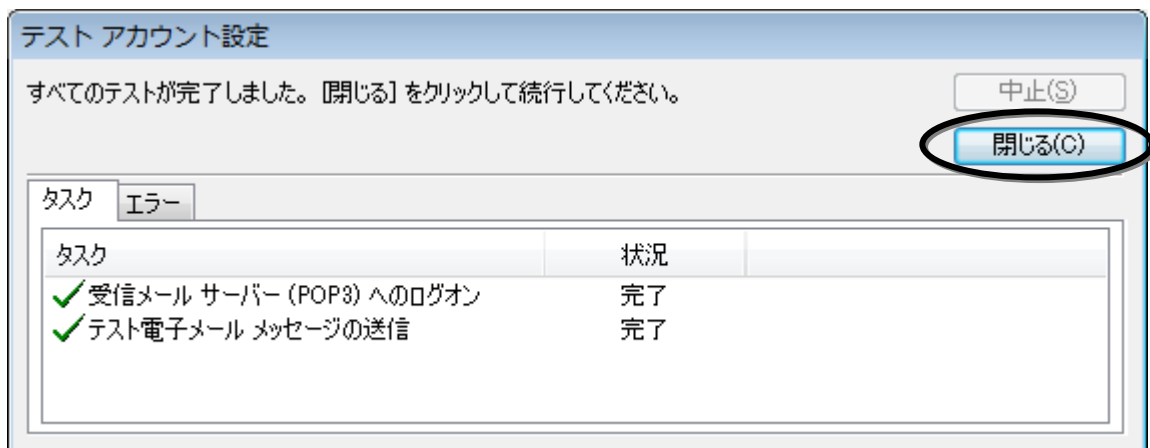 テスト アカウント設定
すべてのテストが完了しました。[閉じる] をクリックして続行してください。
中止(S)
閉じる(C)
タスク エラー
タスク 状況
受信メール サーバー (POP3) へのログオン 完了
テスト電子メール メッセージの送信 完了